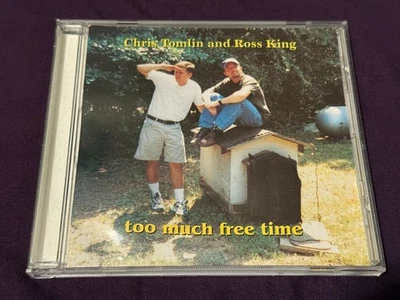 Chris Tomlin and Ross King
too much free time